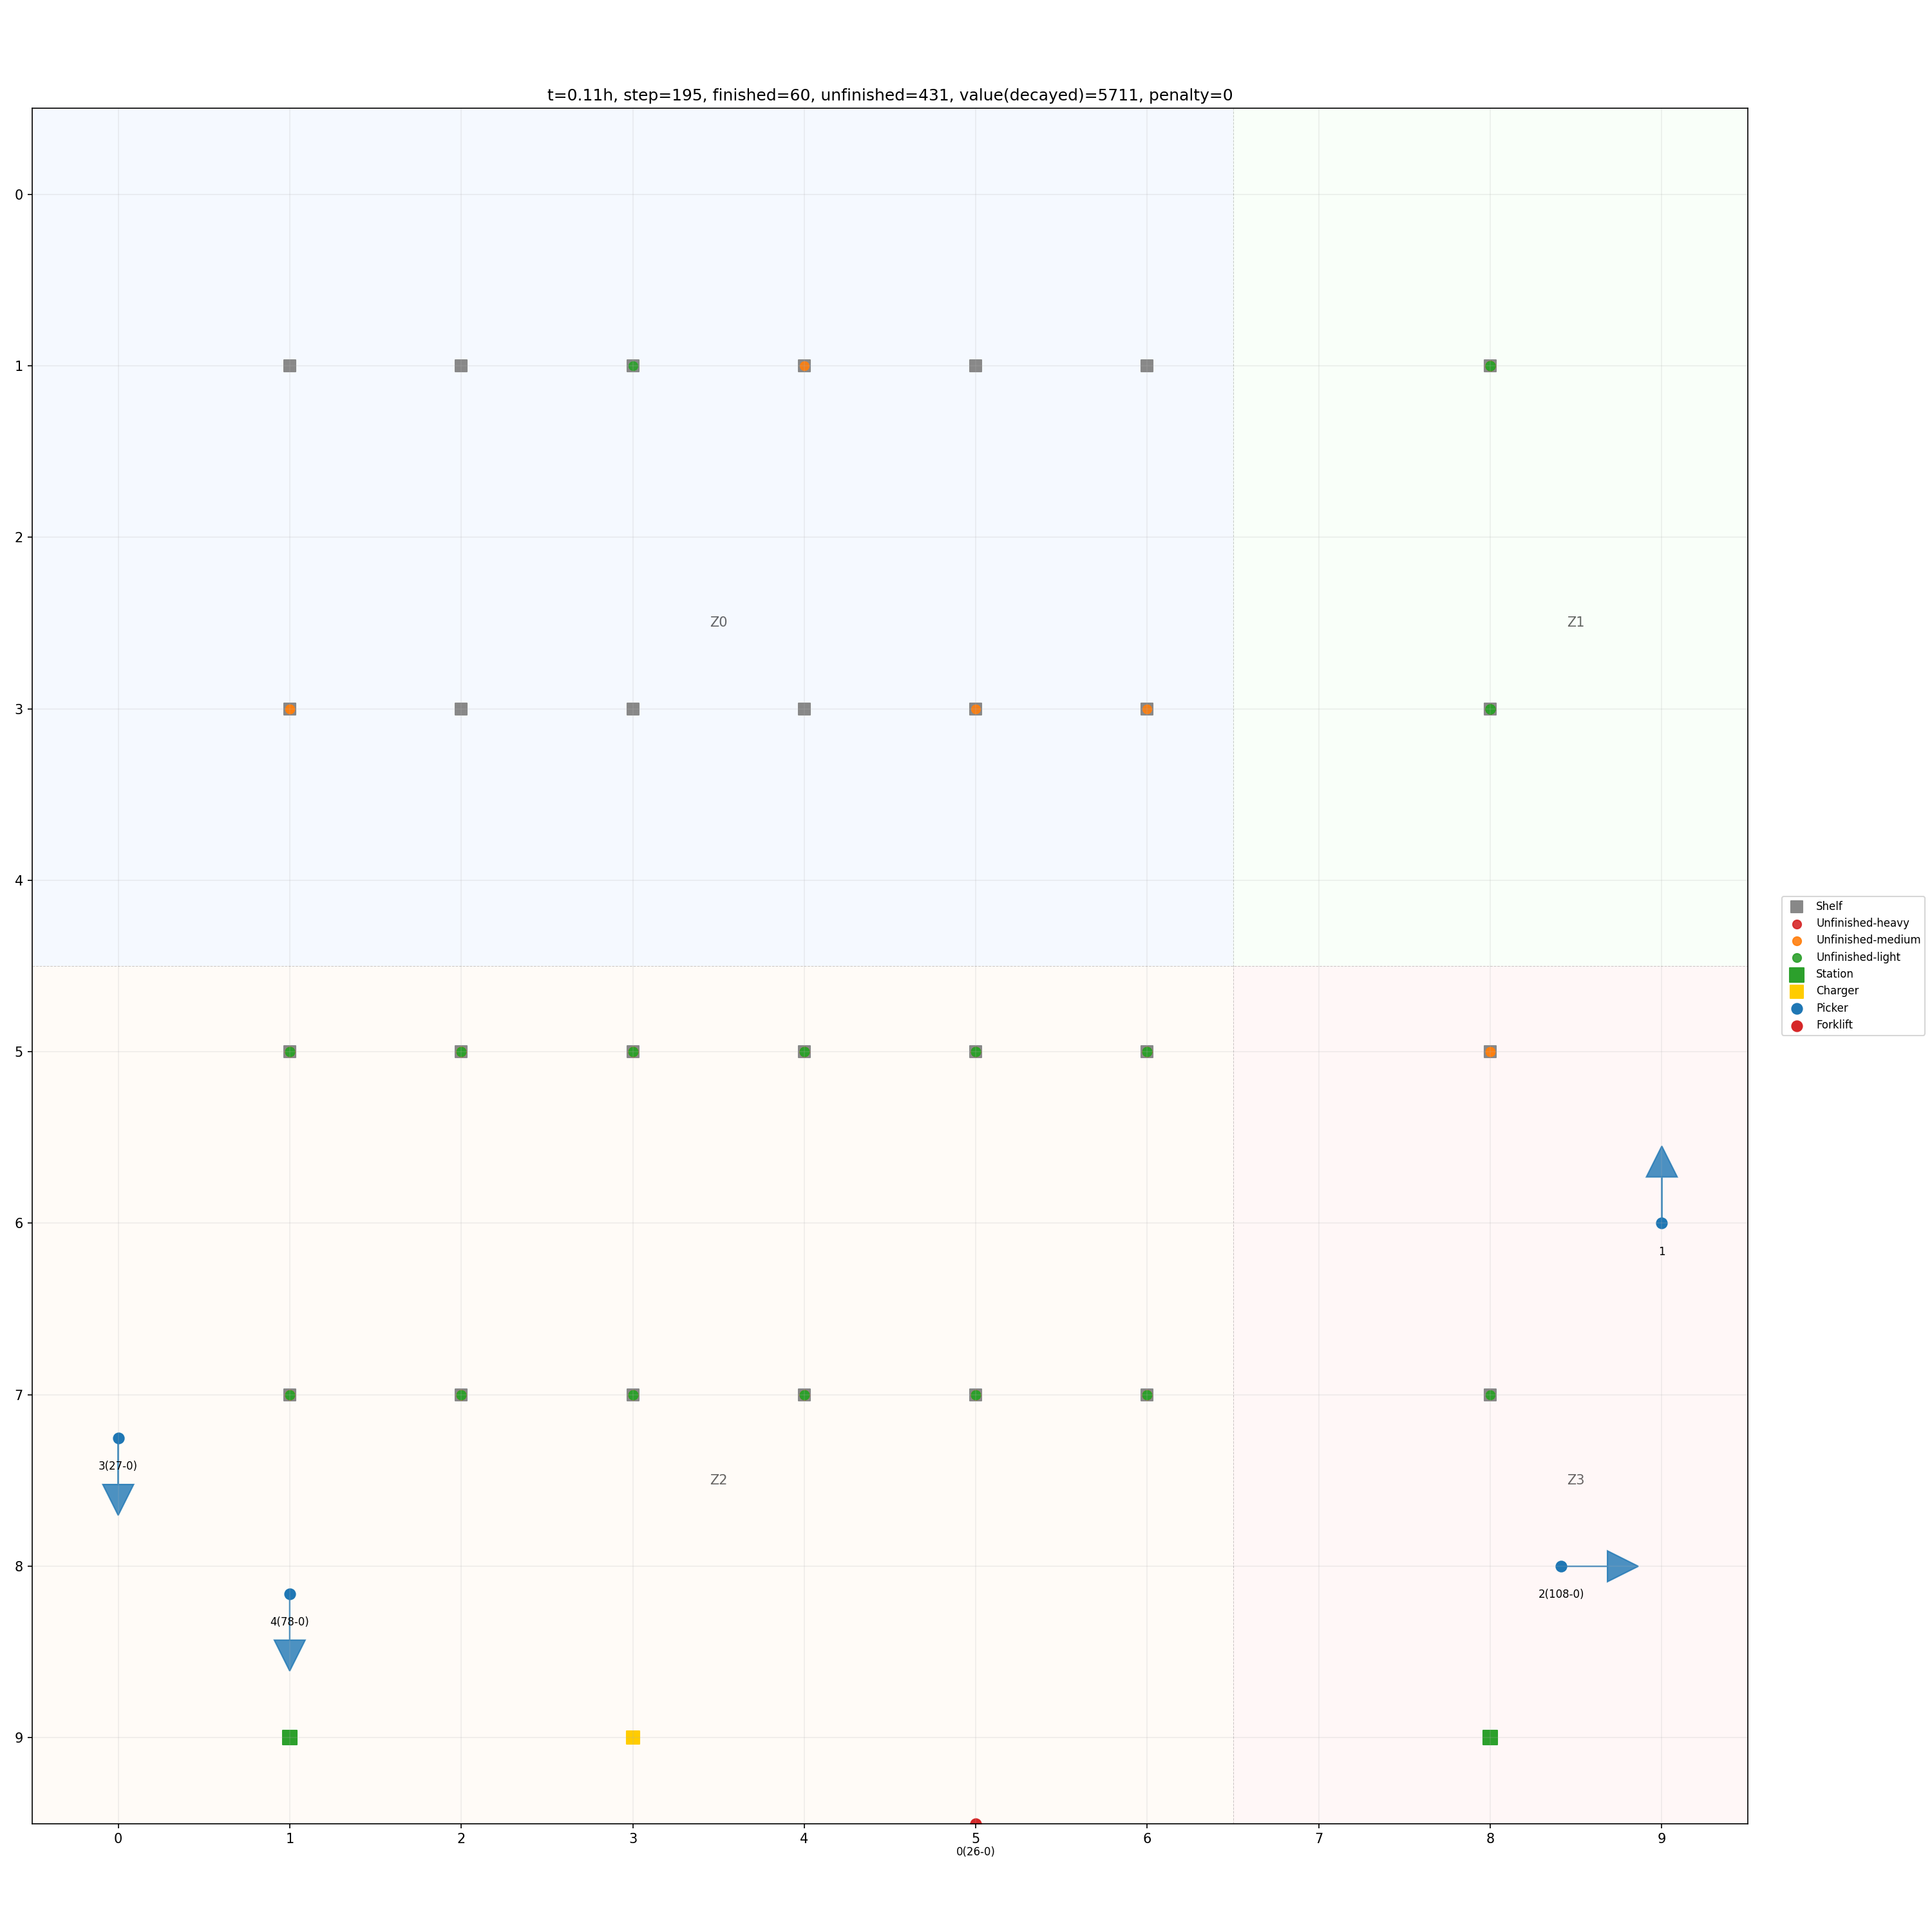 t=0.11h, step=195, finished=60, unfinished=431, value(decayed)=5711, penalty=0
0
1
2
Z0
Z1
3
4
Shelf
Unfinished-heavy
Unfinished-medium
Unfinished-light
Station
Charger
Picker
Forklift
5
6
1
7
3(27-0)
Z2
Z3
8
2(108-0)
4(78-0)
9
0 1 2 3 4 5 6 7 8 9
0(26-0)